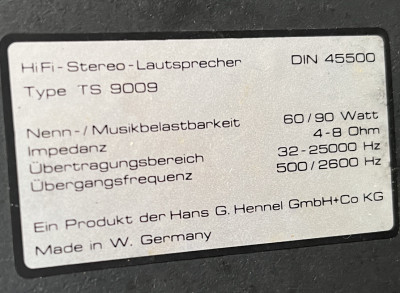 HiFi-Stereo-Lautsprecher DIN 45500
Type TS 9009
Nenn-/Musikbelastbarkeit 60/90 Watt
Impedanz 4-8 Ohm
Übertragungsbereich 32-25000 Hz
Übergangsfrequenz 500/2600 Hz
Ein Produkt der Hans G. Hennel GmbH+Co KG
Made in W. Germany